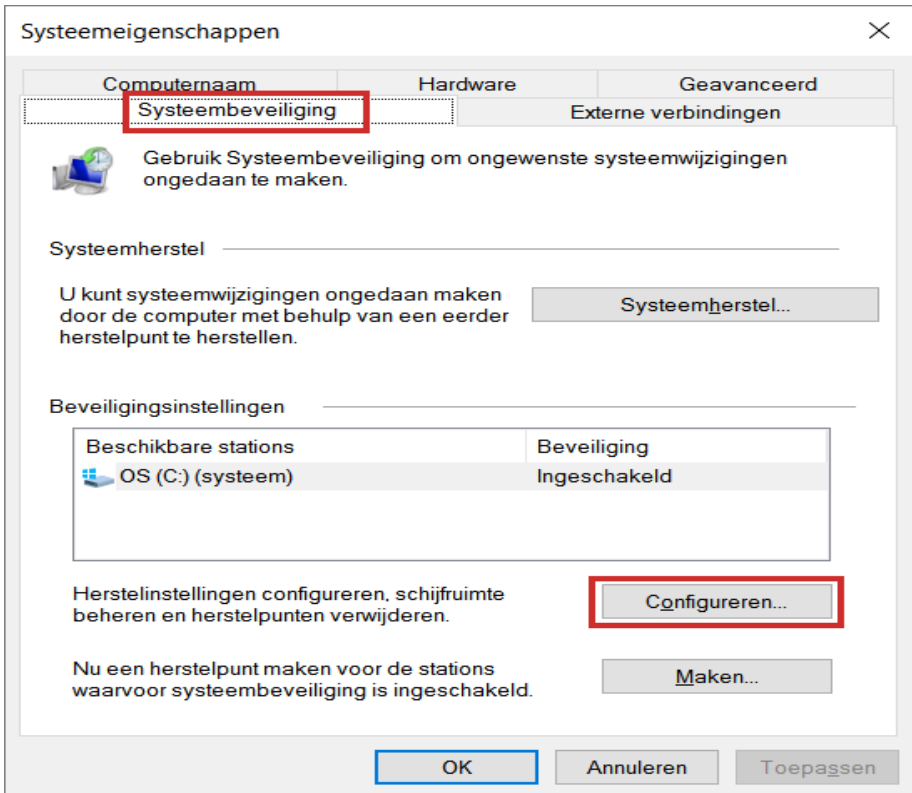 Systeemeigenschappen
Computernaam
Hardware
Geavanceerd
Systeembeveiliging
Externe verbindingen
Gebruik Systeembeveiliging om ongewenste systeemwijzigingen
ongedaan te maken.
Systeemherstel
U kunt systeemwijzigingen ongedaan maken
door de computer met behulp van een eerder
herstelpunt te herstellen.
Systeemherstel...
Beveiligingsinstellingen
Beschikbare stations
Beveiliging
OS (C:) (systeem)
Ingeschakeld
Herstelinstellingen configureren, schijfruimte
beheren en herstelpunten verwijderen.
Configureren...
Nu een herstelpunt maken voor de stations
waarvoor systeembeveiliging is ingeschakeld.
Maken...
OK
Annuleren
Toepassen